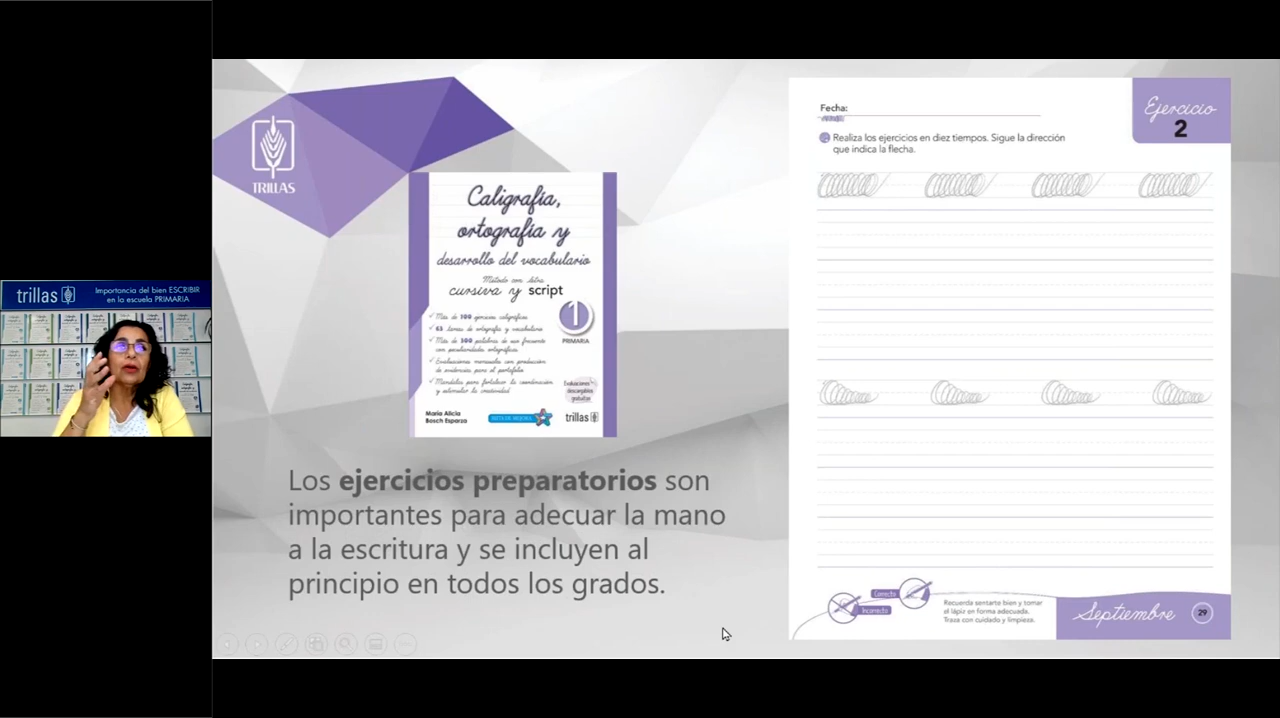 trillas
Importancia del bien ESCRIBIR
en la escuela PRIMARIA
TRILLAS
Caligrafía,
ortografía y
desarrollo del vocabulario
Método con letra
cursiva y script
1
PRIMARIA
✓ Más de 100 ejercicios caligráficos
✓ 63 temas de ortografía y vocabulario
✓ Más de 300 palabras de uso frecuente
con peculiaridades ortográficas
✓ Evaluaciones mensuales con producción
de evidencias para el portafolio
✓ Mandalas para fortalecer la coordinación
y estimular la creatividad
Evaluaciones
descargables
gratuitas
María Alicia
Bosch Esparza
trillas
Los ejercicios preparatorios son
importantes para adecuar la mano
a la escritura y se incluyen al
principio en todos los grados.
Fecha:
Ejercicio
2
Realiza los ejercicios en diez tiempos. Sigue la dirección
que indica la flecha.
Correcto
Incorrecto
Recuerda sentarte bien y tomar
el lápiz en forma adecuada.
Traza con cuidado y limpieza.
Septiembre
29